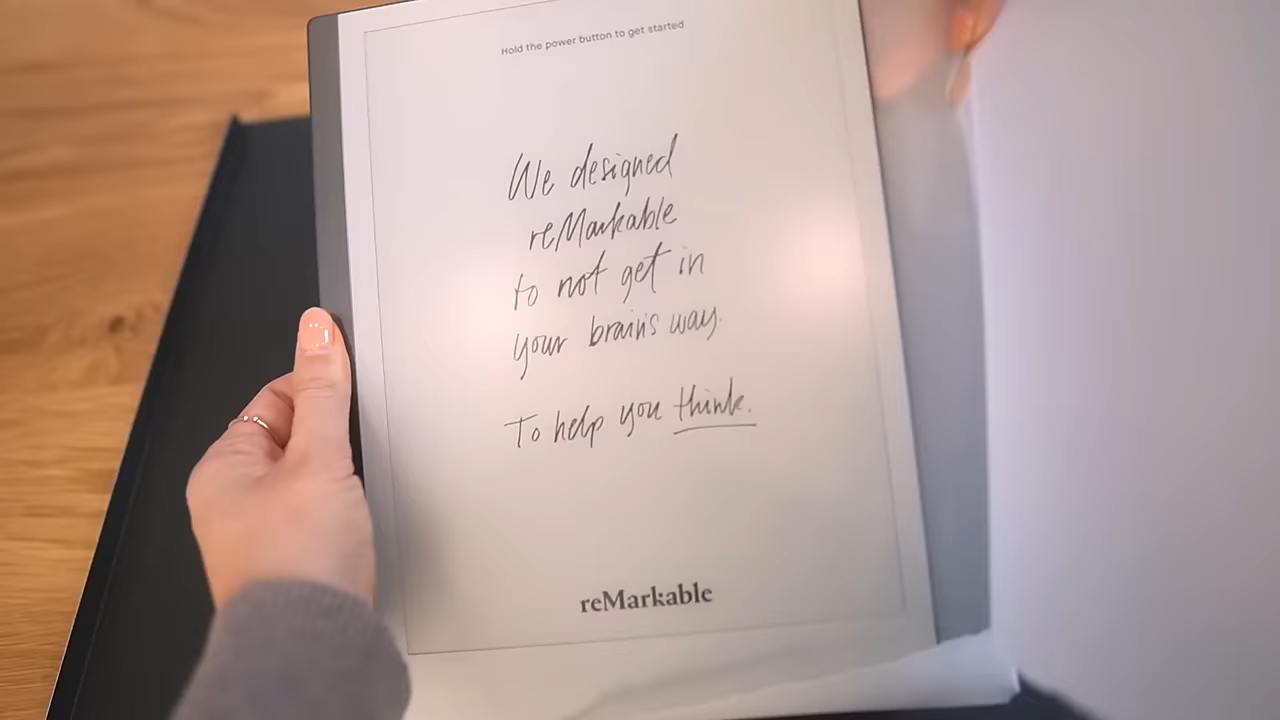 Hold the power button to get started
We designed
reMarkable
to not get in
your brain's way.
To help you think.
reMarkable